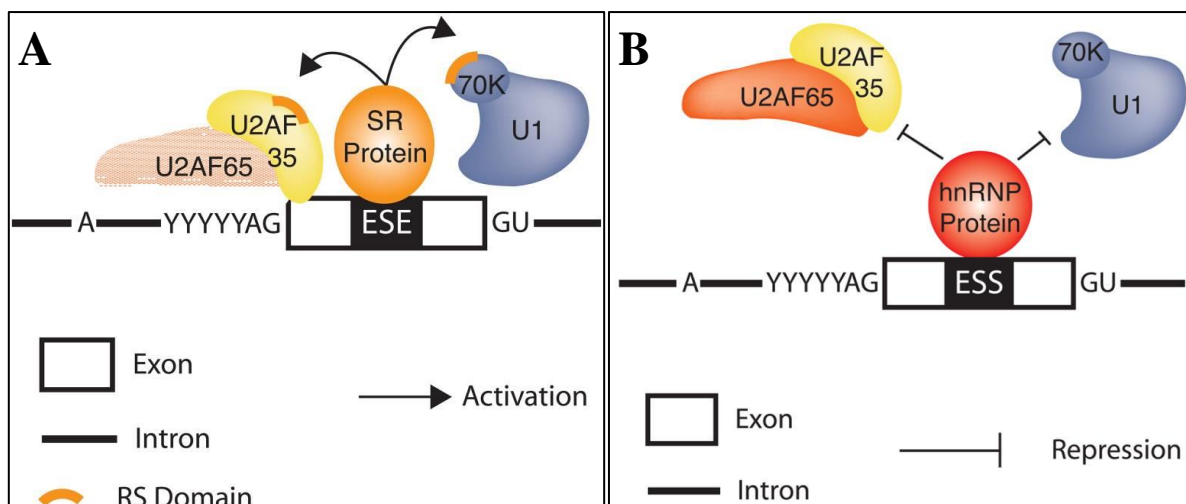 A
U2AF
35
U2AF65
SR
Protein
70K
U1
A
YYYYYAG
ESE
GU
Exon
Activation
Intron
RS Domain
B
U2AF
35
U2AF65
70K
U1
hnRNP
Protein
A
YYYYYAG
ESS
GU
Exon
Repression
Intron